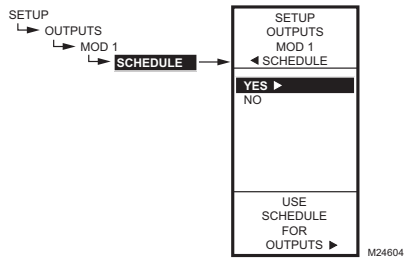 SETUP
OUTPUTS
MOD 1
SCHEDULE
SETUP
OUTPUTS
MOD 1
◄ SCHEDULE
YES ►
NO
USE
SCHEDULE
FOR
OUTPUTS ►
M24604